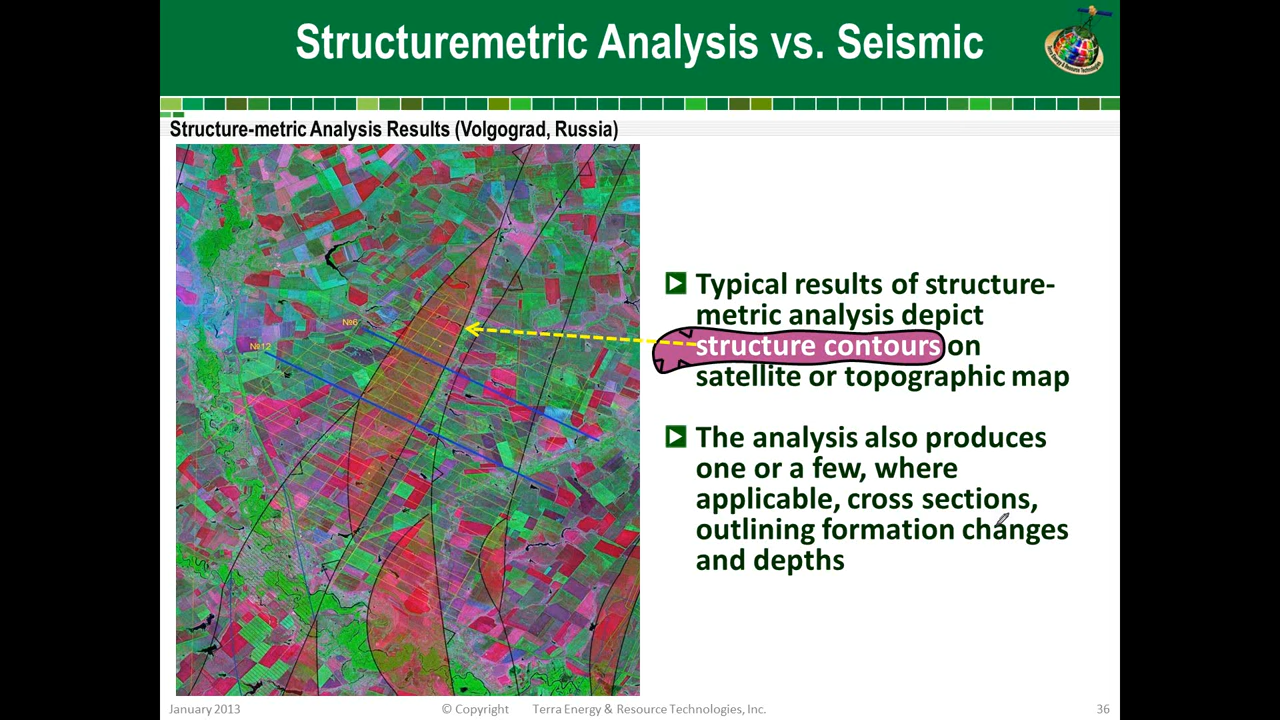 Structuremetric Analysis vs. Seismic
Structure-metric Analysis Results (Volgograd, Russia)
№6
№12
Typical results of structure-
metric analysis depict
structure contours on
satellite or topographic map
The analysis also produces
one or a few, where
applicable, cross sections,
outlining formation changes
and depths
January 2013
© Copyright Terra Energy & Resource Technologies, Inc.
36